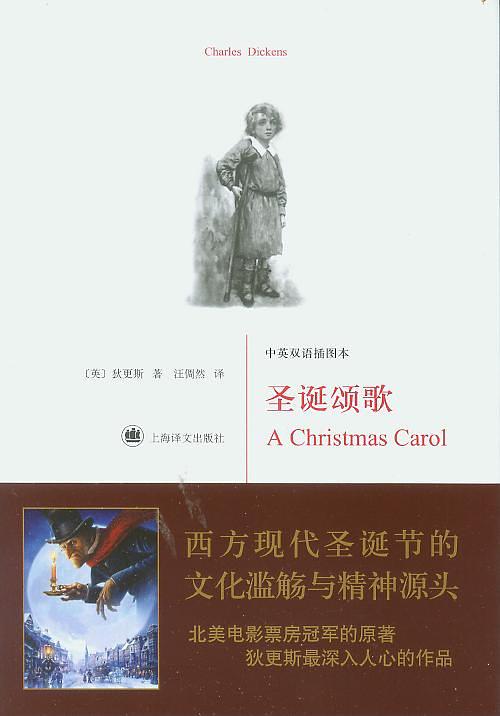 Charles Dickens
中英双语插图本
〔英〕狄更斯 著 汪倜然 译
圣诞颂歌
A Christmas Carol
上海译文出版社
西方现代圣诞节的
文化滥觞与精神源头
北美电影票房冠军的原著
狄更斯最深入人心的作品